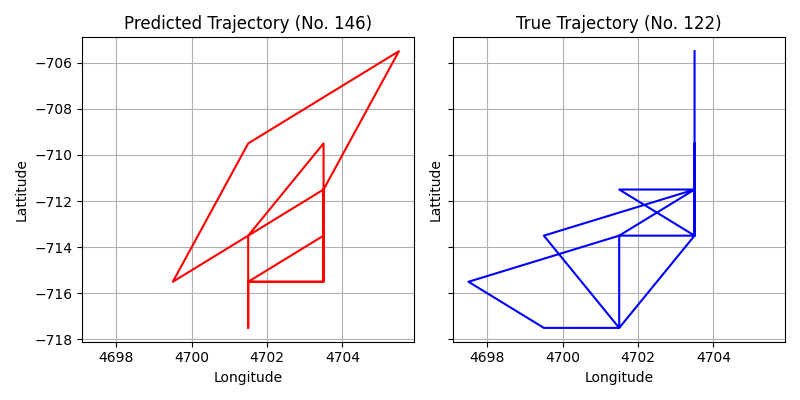 Predicted Trajectory (No. 146)
True Trajectory (No. 122)
−706
−708
−710
−712
−714
−716
−718
Lattitude
Lattitude
4698 4700 4702 4704
4698 4700 4702 4704
Longitude
Longitude